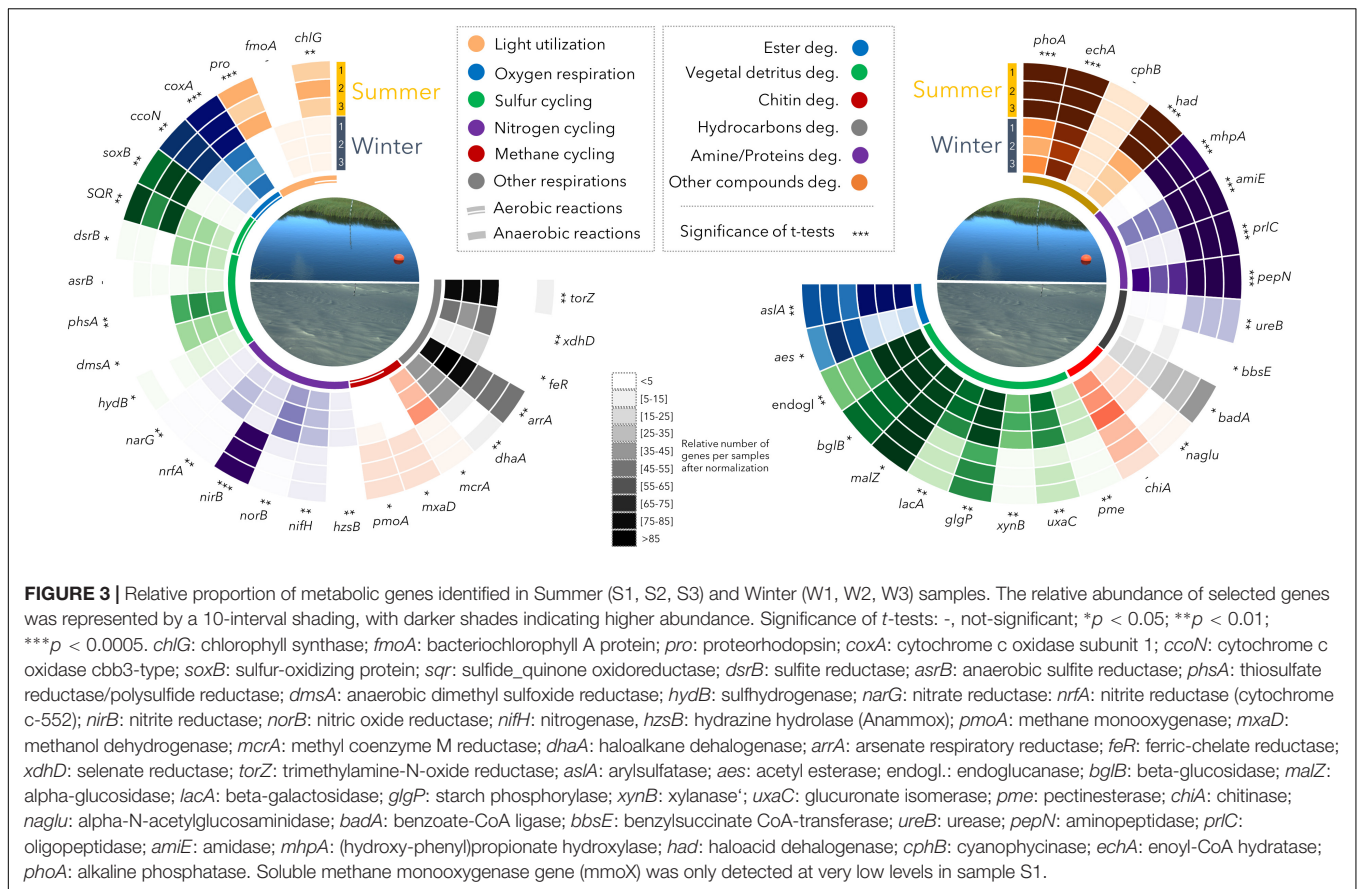 chlG
**
fmoA
-
pro
***
coxA
***
ccoN
**
soxB
**
SQR
**
dsrB *
asrB
phsA **
dmsA *
hydB *
narG **
nrfA **
nirB
***
norB
**
nifH
**
hzsB
**
pmoA
*
mxaD
*
mcrA
*
dhaA
**
arrA
**
feR
*
xdhD
**
torZ
**
1
2
3
Summer
1
2
3
Winter
Light utilization
Oxygen respiration
Sulfur cycling
Nitrogen cycling
Methane cycling
Other respirations
Aerobic reactions
Anaerobic reactions
Ester deg.
Vegetal detritus deg.
Chitin deg.
Hydrocarbons deg.
Amine/Proteins deg.
Other compounds deg.
Significance of t-tests ***
<5
[5-15]
[15-25]
[25-35]
[35-45]
[45-55]
[55-65]
[65-75]
[75-85]
>85
Relative number of
genes per samples
after normalization
Summer
1
2
3
Winter
1
2
3
phoA
***
echA
***
cphB
-
had
***
mhpA
***
amiE
***
prlC
***
pepN
***
ureB
**
bbsE
*
badA
*
naglu
**
chiA
-
pme
**
uxaC
**
xynB
**
glgP
**
lacA
**
malZ
*
bglB *
endogl **
aes *
aslA **
FIGURE 3 | Relative proportion of metabolic genes identified in Summer (S1, S2, S3) and Winter (W1, W2, W3) samples. The relative abundance of selected genes
was represented by a 10-interval shading, with darker shades indicating higher abundance. Significance of t-tests: -, not-significant; *p < 0.05; **p < 0.01;
***p < 0.0005. chlG: chlorophyll synthase; fmoA: bacteriochlorophyll A protein; pro: proteorhodopsin; coxA: cytochrome c oxidase subunit 1; ccoN: cytochrome c
oxidase cbb3-type; soxB: sulfur-oxidizing protein; sqr: sulfide_quinone oxidoreductase; dsrB: sulfite reductase; asrB: anaerobic sulfite reductase; phsA: thiosulfate
reductase/polysulfide reductase; dmsA: anaerobic dimethyl sulfoxide reductase; hydB: sulfhydrogenase; narG: nitrate reductase: nrfA: nitrite reductase (cytochrome
c-552); nirB: nitrite reductase; norB: nitric oxide reductase; nifH: nitrogenase, hzsB: hydrazine hydrolase (Anammox); pmoA: methane monooxygenase; mxaD:
methanol dehydrogenase; mcrA: methyl coenzyme M reductase; dhaA: haloalkane dehalogenase; arrA: arsenate respiratory reductase; feR: ferric-chelate reductase;
xdhD: selenate reductase; torZ: trimethylamine-N-oxide reductase; aslA: arylsulfatase; aes: acetyl esterase; endogl.: endoglucanase; bglB: beta-glucosidase; malZ:
alpha-glucosidase; lacA: beta-galactosidase; glgP: starch phosphorylase; xynB: xylanase‘; uxaC: glucuronate isomerase; pme: pectinesterase; chiA: chitinase;
naglu: alpha-N-acetylglucosaminidase; badA: benzoate-CoA ligase; bbsE: benzylsuccinate CoA-transferase; ureB: urease; pepN: aminopeptidase; prlC:
oligopeptidase; amiE: amidase; mhpA: (hydroxy-phenyl)propionate hydroxylase; had: haloacid dehalogenase; cphB: cyanophycinase; echA: enoyl-CoA hydratase;
phoA: alkaline phosphatase. Soluble methane monooxygenase gene (mmoX) was only detected at very low levels in sample S1.